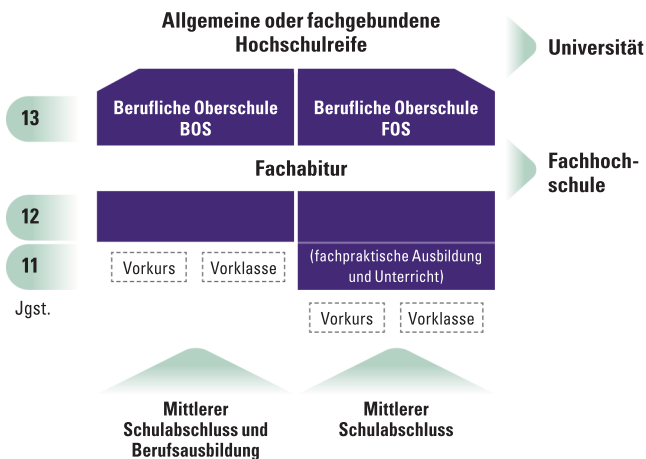 Allgemeine oder fachgebundene
Hochschulreife
Universität
13
Berufliche Oberschule
BOS
Berufliche Oberschule
FOS
Fachabitur
Fachhoch-
schule
12
11
Vorkurs
Vorklasse
(fachpraktische Ausbildung
und Unterricht)
Jgst.
Vorkurs
Vorklasse
Mittlerer
Schulabschluss und
Berufsausbildung
Mittlerer
Schulabschluss